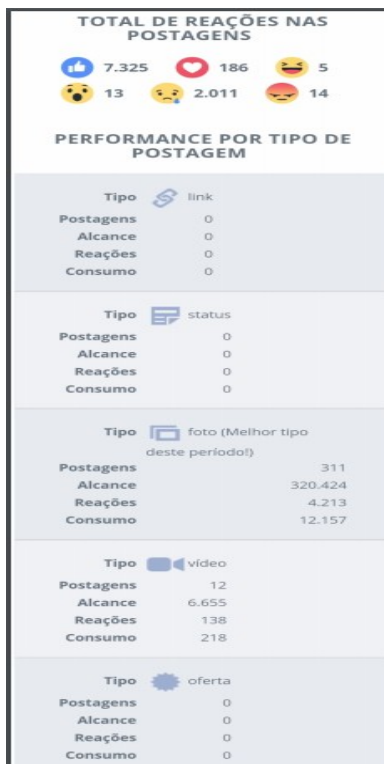 TOTAL DE REAÇÕES NAS
POSTAGENS
7.325 186 5
13 2.011 14
PERFORMANCE POR TIPO DE
POSTAGEM
Tipo link
Postagens 0
Alcance 0
Reações 0
Consumo 0
Tipo status
Postagens 0
Alcance 0
Reações 0
Consumo 0
Tipo foto (Melhor tipo
deste período!)
Postagens 311
Alcance 320.424
Reações 4.213
Consumo 12.157
Tipo vídeo
Postagens 12
Alcance 6.655
Reações 138
Consumo 218
Tipo oferta
Postagens 0
Alcance 0
Reações 0
Consumo 0